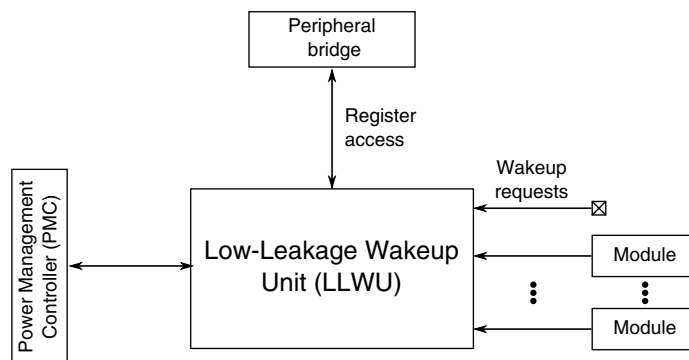 Peripheral
bridge
Register
access
Wakeup
requests
Power Management
Controller (PMC)
Low-Leakage Wakeup
Unit (LLWU)
Module
Module